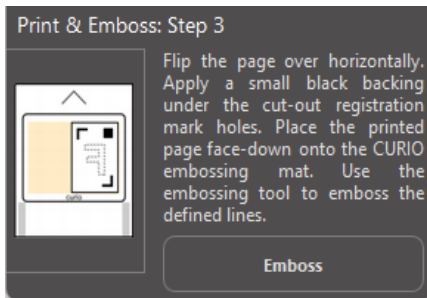 Print & Emboss: Step 3
Flip the page over horizontally.
Apply a small black backing
under the cut-out registration
mark holes. Place the printed
page face-down onto the CURIO
embossing mat. Use the
embossing tool to emboss the
defined lines.
curio
Emboss